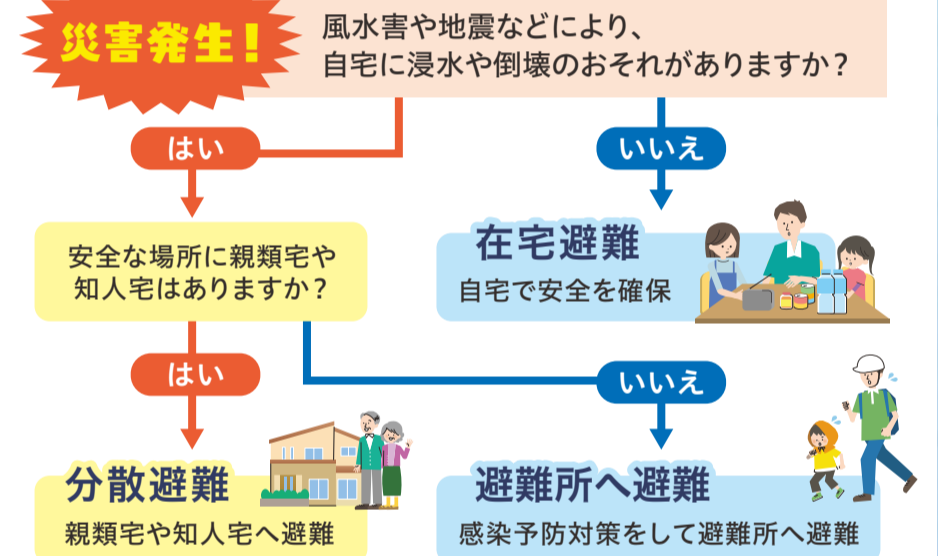 災害発生！
風水害や地震などにより、
自宅に浸水や倒壊のおそれがありますか？
はい
いいえ
安全な場所に親類宅や
知人宅はありますか？
在宅避難
自宅で安全を確保
はい
いいえ
分散避難
親類宅や知人宅へ避難
避難所へ避難
感染予防対策をして避難所へ避難